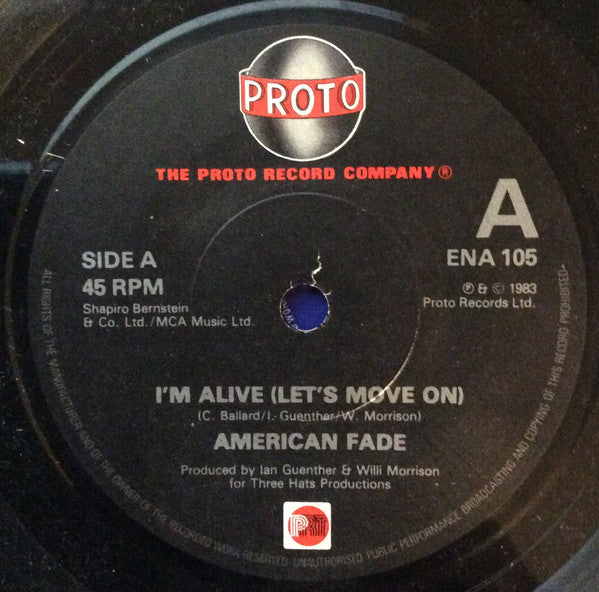 PROTO
THE PROTO RECORD COMPANY®
A
SIDE A
ENA 105
45 RPM
℗ & © 1983
Shapiro Bernstein
Proto Records Ltd.
& Co. Ltd./MCA Music Ltd.
I'M ALIVE (LET'S MOVE ON)
(C. Ballard/I. Guenther/W. Morrison)
AMERICAN FADE
Produced by Ian Guenther & Willi Morrison
for Three Hats Productions
ALL RIGHTS OF THE MANUFACTURER AND OF THE OWNER OF THE RECORDED WORK RESERVED. UNAUTHORISED PUBLIC PERFORMANCE, BROADCASTING AND COPYING OF THIS RECORD PROHIBITED.